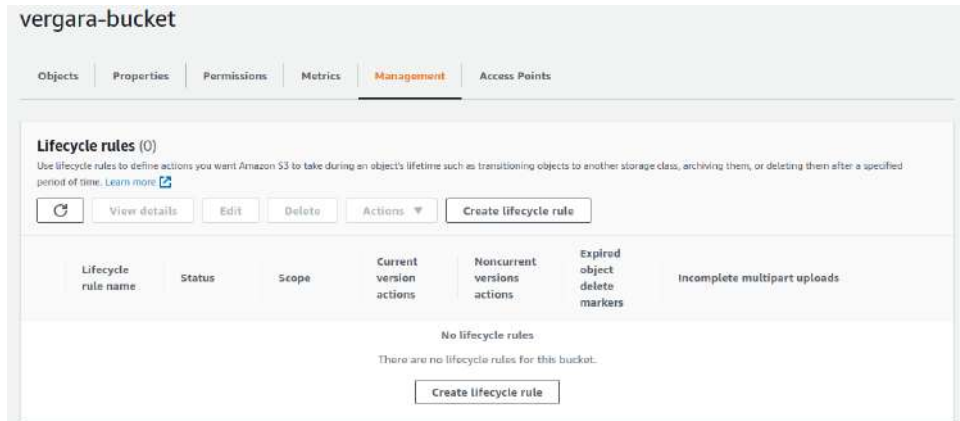 vergara-bucket
Objects Properties Permissions Metrics Management Access Points
Lifecycle rules (0)
Use lifecycle rules to define actions you want Amazon S3 to take during an object's lifetime such as transitioning objects to another storage class, archiving them, or deleting them after a specified
period of time. Learn more
View details Edit Delete Actions Create lifecycle rule
Lifecycle rule name Status Scope Current version actions Noncurrent versions actions Expired object delete markers Incomplete multipart uploads
No lifecycle rules
There are no lifecycle rules for this bucket.
Create lifecycle rule